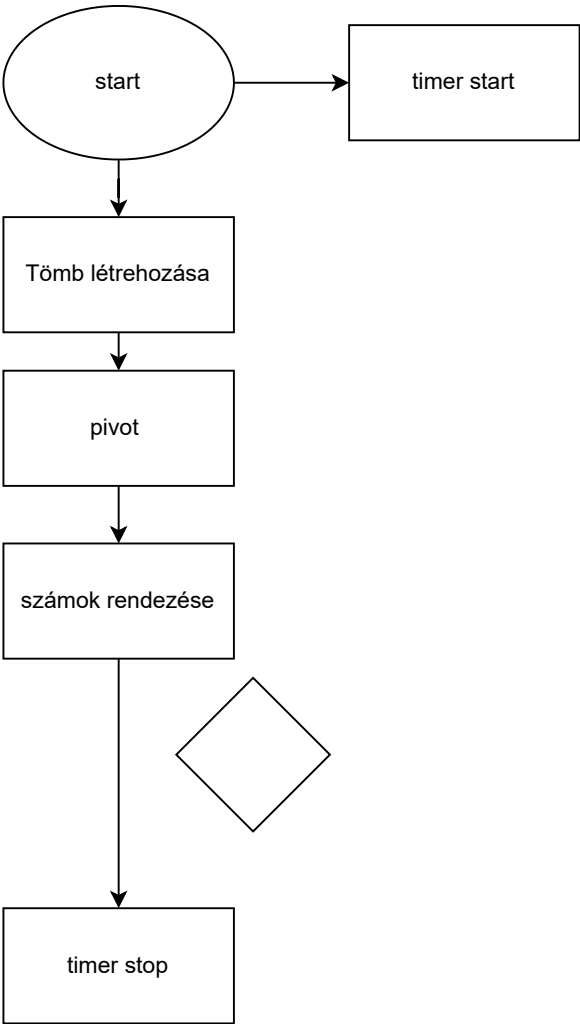 start
timer start
Tömb létrehozása
pivot
számok rendezése
timer stop